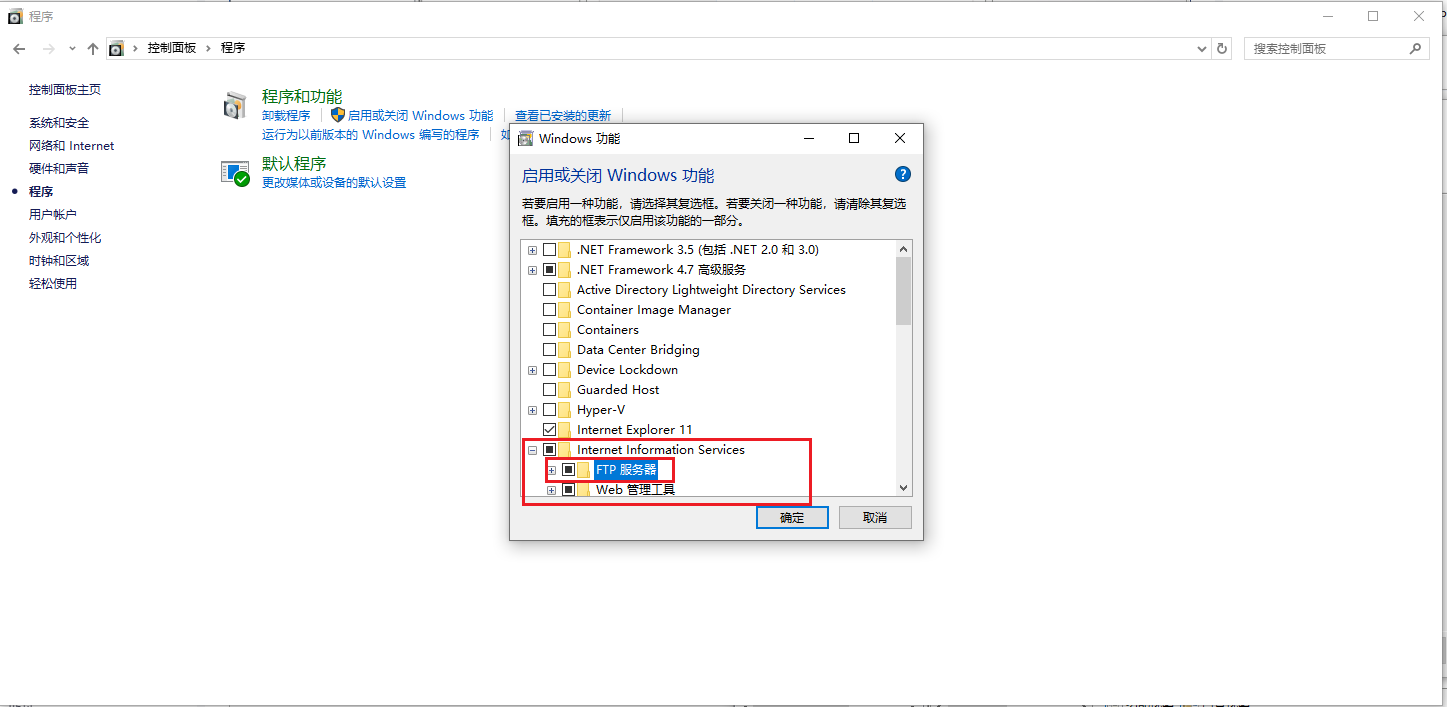 程序
控制面板 程序
搜索控制面板
控制面板主页
系统和安全
网络和 Internet
硬件和声音
程序
用户帐户
外观和个性化
时钟和区域
轻松使用
程序和功能
卸载程序 启用或关闭 Windows 功能 查看已安装的更新
运行为以前版本的 Windows 编写的程序 如
默认程序
更改媒体或设备的默认设置
Windows 功能
启用或关闭 Windows 功能
若要启用一种功能，请选择其复选框。若要关闭一种功能，请清除其复选
框。填充的框表示仅启用该功能的一部分。
.NET Framework 3.5 (包括 .NET 2.0 和 3.0)
.NET Framework 4.7 高级服务
Active Directory Lightweight Directory Services
Container Image Manager
Containers
Data Center Bridging
Device Lockdown
Guarded Host
Hyper-V
Internet Explorer 11
Internet Information Services
FTP 服务器
Web 管理工具
确定 取消